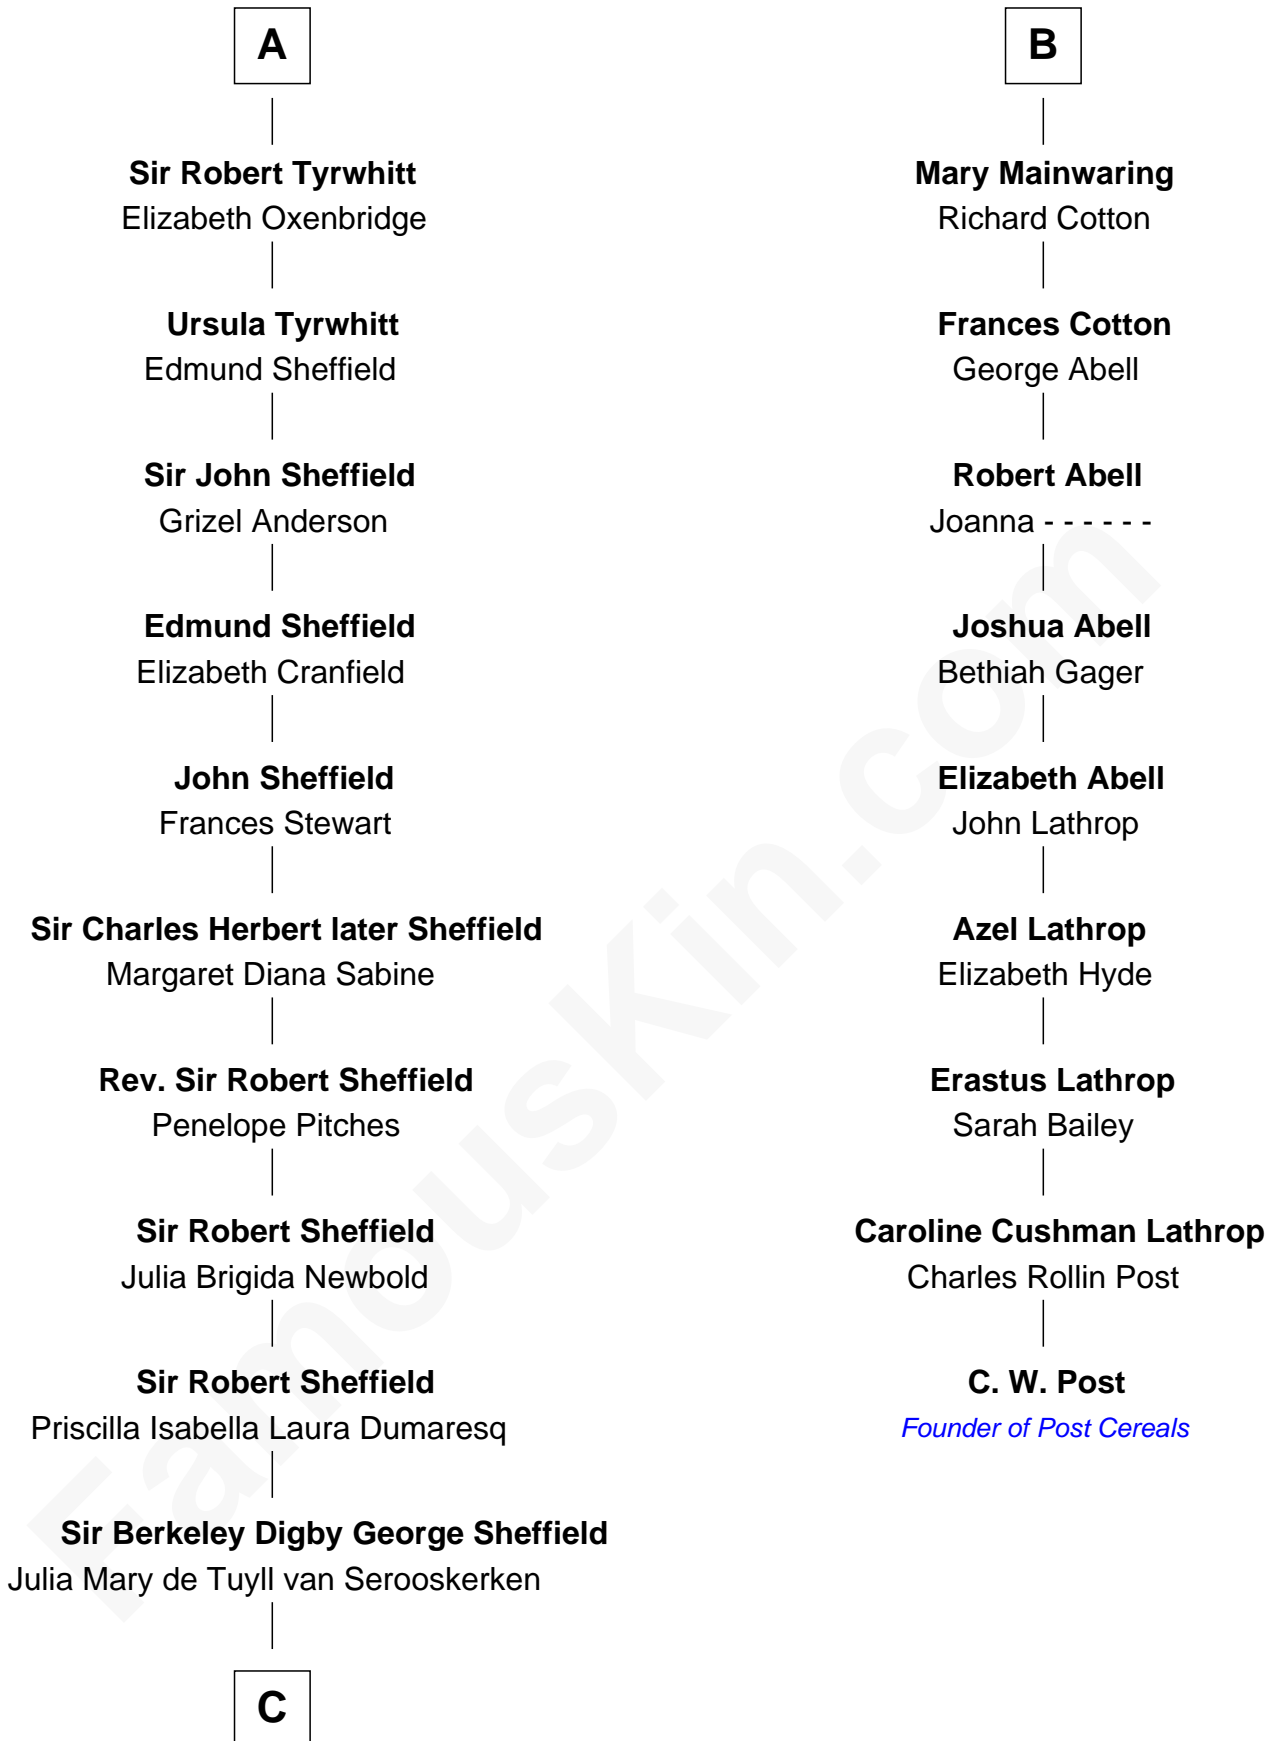 A
Sir Robert Tyrwhitt
Elizabeth Oxenbridge
Ursula Tyrwhitt
Edmund Sheffield
Sir John Sheffield
Grizel Anderson
Edmund Sheffield
Elizabeth Cranfield
John Sheffield
Frances Stewart
Sir Charles Herbert later Sheffield
Margaret Diana Sabine
Rev. Sir Robert Sheffield
Penelope Pitches
Sir Robert Sheffield
Julia Brigida Newbold
Sir Robert Sheffield
Priscilla Isabella Laura Dumaresq
Sir Berkeley Digby George Sheffield
Julia Mary de Tuyll van Serooskerken
C
B
Mary Mainwaring
Richard Cotton
Frances Cotton
George Abell
Robert Abell
Joanna - - - - - -
Joshua Abell
Bethiah Gager
Elizabeth Abell
John Lathrop
Azel Lathrop
Elizabeth Hyde
Erastus Lathrop
Sarah Bailey
Caroline Cushman Lathrop
Charles Rollin Post
C. W. Post
Founder of Post Cereals
FamousKin.com